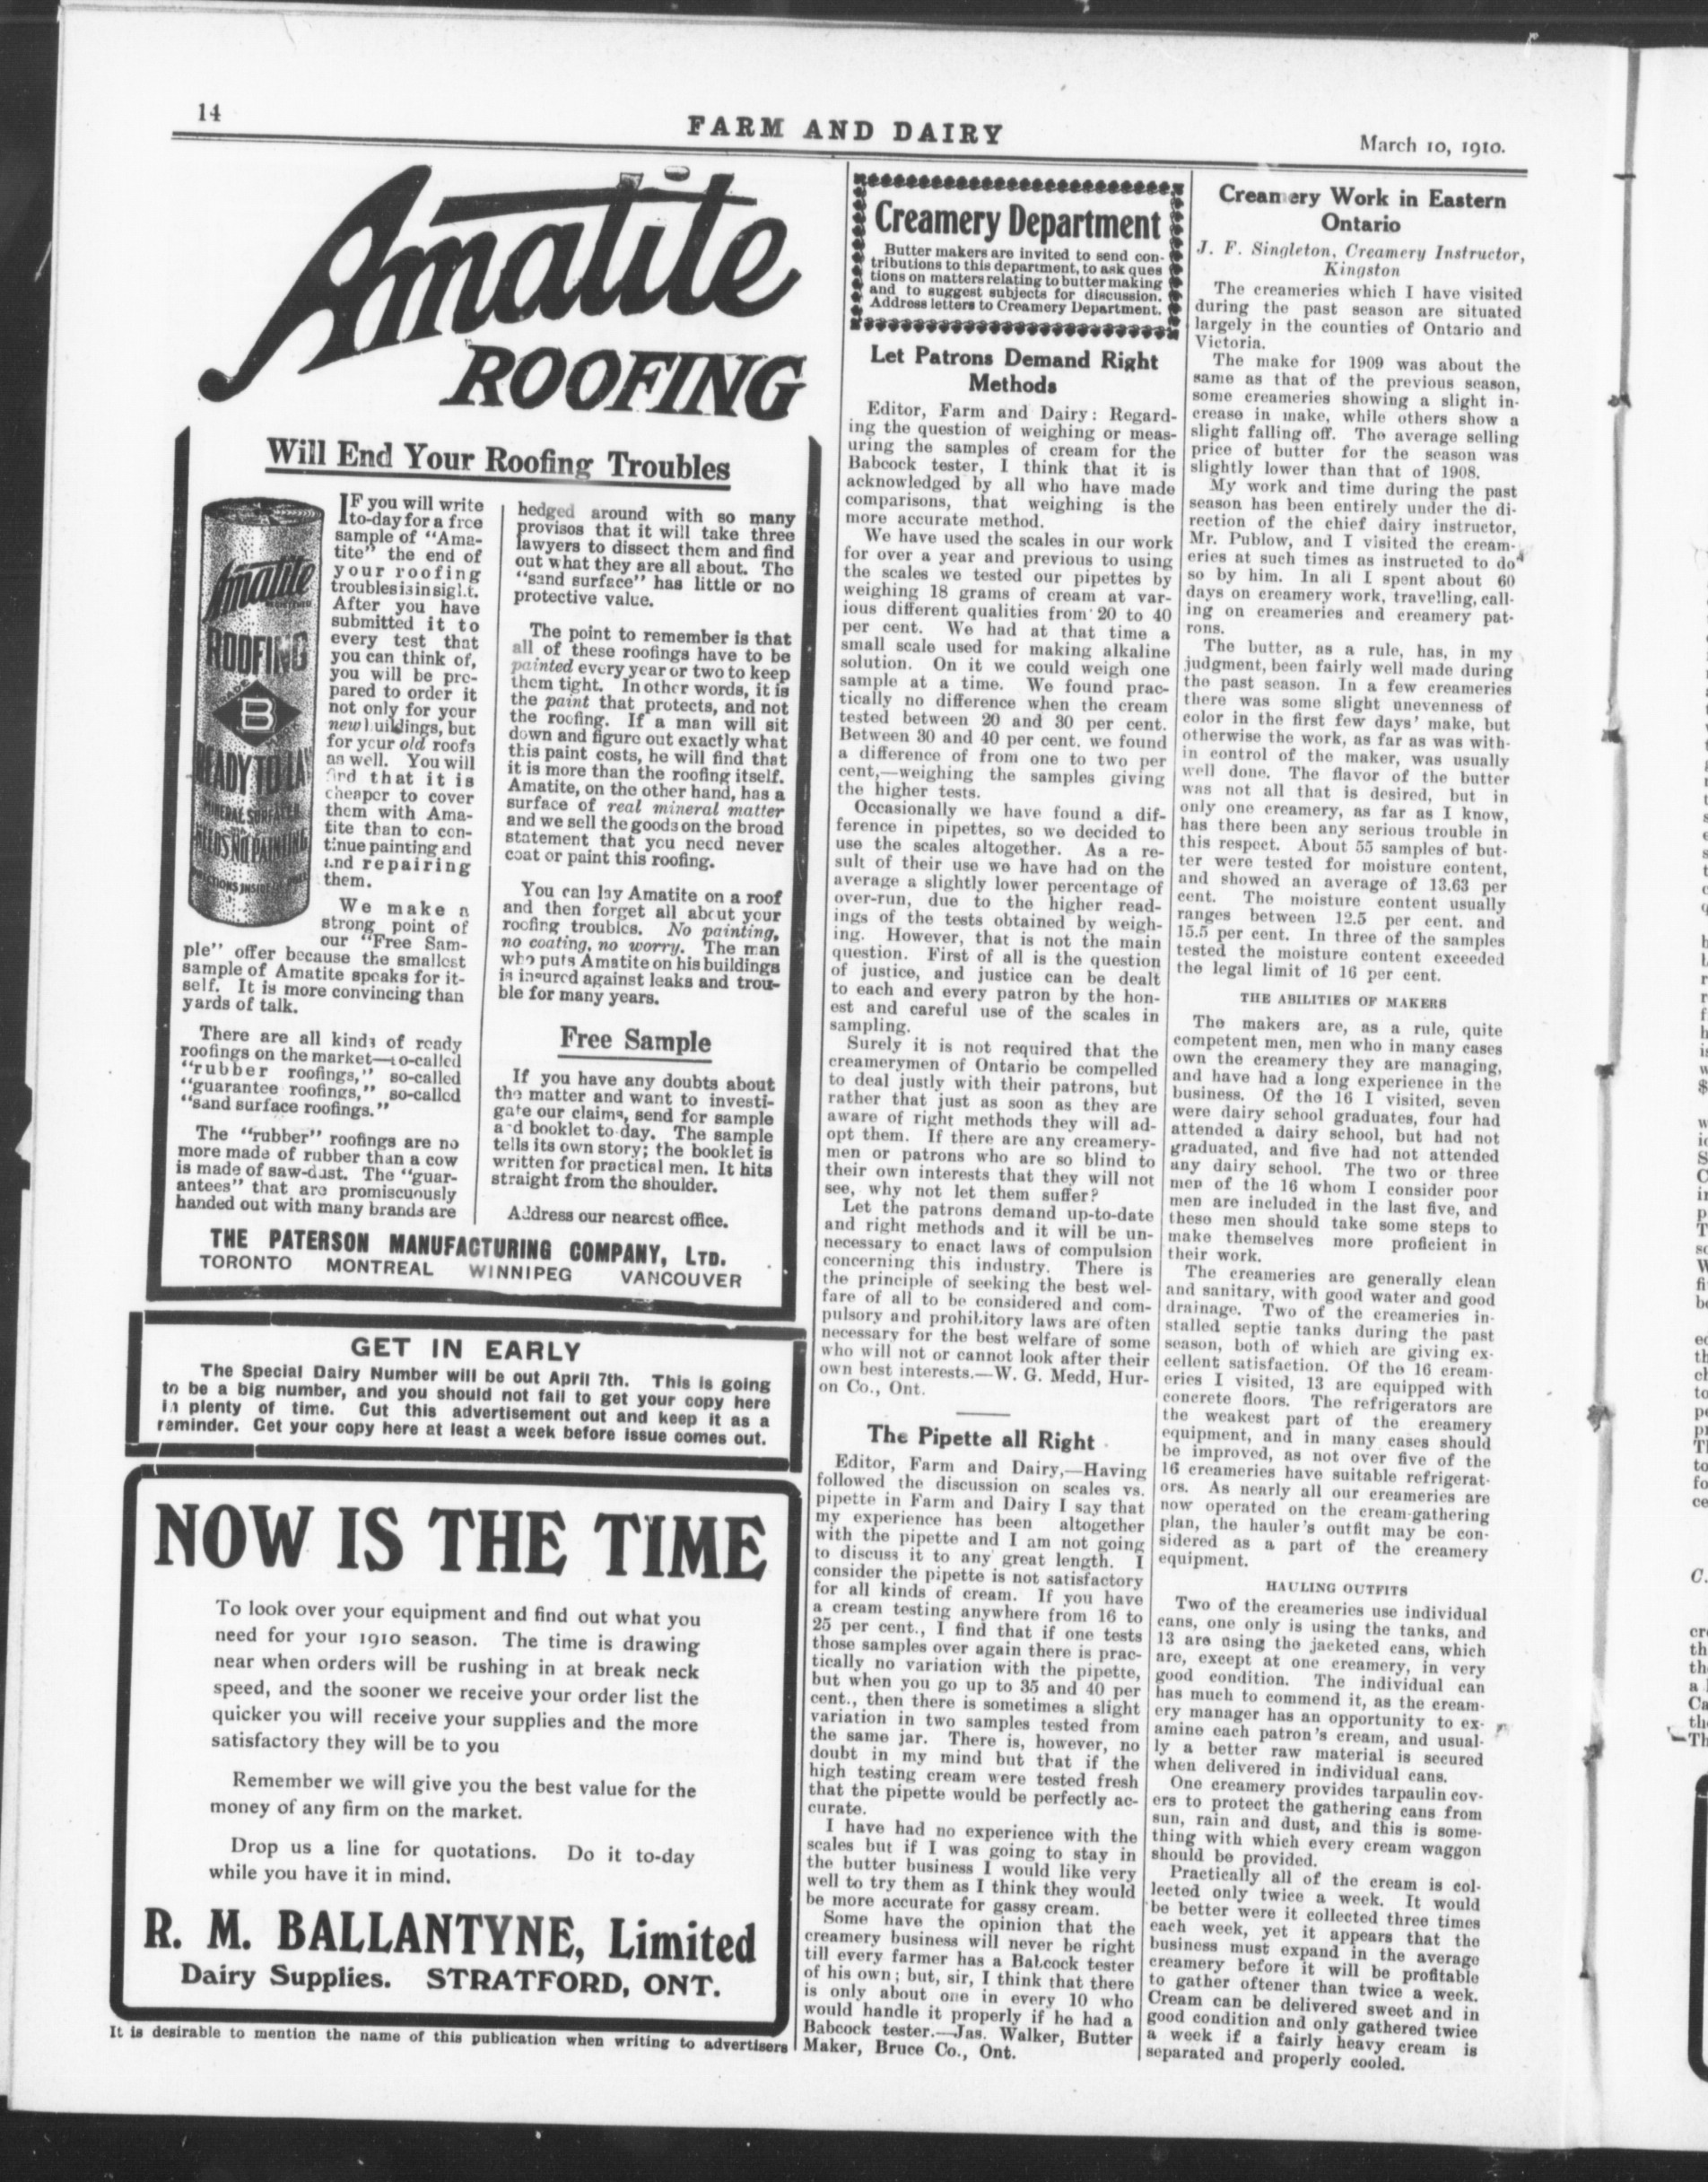 14
FARM AND DAIRY
March 10, 1910.
Amatite
ROOFING
Will End Your Roofing Troubles
Amatite
ROOFING
B
READY TO LAY
MINERAL SURFACED
NEEDS NO PAINTING
IF you will write
to-day for a free
sample of "Ama-
tite" the end of
your roofing
troubles is in sight.
After you have
submitted it to
every test that
you can think of,
you will be pre-
pared to order it
not only for your
new buildings, but
for your old roofs
as well. You will
find that it is
cheaper to cover
them with Ama-
tite than to con-
tinue painting and
and repairing
them.
We make a
strong point of
our "Free Sam-
ple" offer because the smallest
sample of Amatite speaks for it-
self. It is more convincing than
yards of talk.
There are all kinds of ready
roofings on the market—so-called
"rubber roofings," so-called
"guarantee roofings," so-called
"sand surface roofings."
The "rubber" roofings are no
more made of rubber than a cow
is made of saw-dust. The "guar-
antees" that are promiscuously
handed out with many brands are
hedged around with so many
provisos that it will take three
lawyers to dissect them and find
out what they are all about. The
"sand surface" has little or no
protective value.
The point to remember is that
all of these roofings have to be
painted every year or two to keep
them tight. In other words, it is
the paint that protects, and not
the roofing. If a man will sit
down and figure out exactly what
this paint costs, he will find that
it is more than the roofing itself.
Amatite, on the other hand, has a
surface of real mineral matter
and we sell the goods on the broad
statement that you need never
coat or paint this roofing.
You can lay Amatite on a roof
and then forget all about your
roofing troubles. No painting,
no coating, no worry. The man
who puts Amatite on his buildings
is insured against leaks and trou-
ble for many years.
Free Sample
If you have any doubts about
the matter and want to investi-
gate our claims, send for sample
and booklet to-day. The sample
tells its own story; the booklet is
written for practical men. It hits
straight from the shoulder.
Address our nearest office.
THE PATERSON MANUFACTURING COMPANY, LTD.
TORONTO MONTREAL WINNIPEG VANCOUVER
GET IN EARLY
The Special Dairy Number will be out April 7th. This is going
to be a big number, and you should not fail to get your copy here
in plenty of time. Cut this advertisement out and keep it as a
reminder. Get your copy here at least a week before issue comes out.
NOW IS THE TIME
To look over your equipment and find out what you
need for your 1910 season. The time is drawing
near when orders will be rushing in at break neck
speed, and the sooner we receive your order list the
quicker you will receive your supplies and the more
satisfactory they will be to you
Remember we will give you the best value for the
money of any firm on the market.
Drop us a line for quotations. Do it to-day
while you have it in mind.
R. M. BALLANTYNE, Limited
Dairy Supplies. STRATFORD, ONT.
It is desirable to mention the name of this publication when writing to advertisers
Creamery Department
Butter makers are invited to send con-
tributions to this department, to ask ques
tions on matters relating to butter making
and to suggest subjects for discussion.
Address letters to Creamery Department.
Let Patrons Demand Right
Methods
Editor, Farm and Dairy: Regard-
ing the question of weighing or meas-
uring the samples of cream for the
Babcock tester, I think that it is
acknowledged by all who have made
comparisons, that weighing is the
more accurate method.
We have used the scales in our work
for over a year and previous to using
the scales we tested our pipettes by
weighing 18 grams of cream at var-
ious different qualities from 20 to 40
per cent. We had at that time a
small scale used for making alkaline
solution. On it we could weigh one
sample at a time. We found prac-
tically no difference when the cream
tested between 20 and 30 per cent.
Between 30 and 40 per cent. we found
a difference of from one to two per
cent,—weighing the samples giving
the higher tests.
Occasionally we have found a dif-
ference in pipettes, so we decided to
use the scales altogether. As a re-
sult of their use we have had on the
average a slightly lower percentage of
over-run, due to the higher read-
ings of the tests obtained by weigh-
ing. However, that is not the main
question. First of all is the question
of justice, and justice can be dealt
to each and every patron by the hon-
est and careful use of the scales in
sampling.
Surely it is not required that the
creamerymen of Ontario be compelled
to deal justly with their patrons, but
rather that just as soon as they are
aware of right methods they will ad-
opt them. If there are any creamery-
men or patrons who are so blind to
their own interests that they will not
see, why not let them suffer?
Let the patrons demand up-to-date
and right methods and it will be un-
necessary to enact laws of compulsion
concerning this industry. There is
the principle of seeking the best wel-
fare of all to be considered and com-
pulsory and prohibitory laws are often
necessary for the best welfare of some
who will not or cannot look after their
own best interests.—W. G. Medd, Hur-
on Co., Ont.
The Pipette all Right
Editor, Farm and Dairy,—Having
followed the discussion on scales vs.
pipette in Farm and Dairy I say that
my experience has been altogether
with the pipette and I am not going
to discuss it to any great length. I
consider the pipette is not satisfactory
for all kinds of cream. If you have
a cream testing anywhere from 16 to
25 per cent., I find that if one tests
those samples over again there is prac-
tically no variation with the pipette,
but when you go up to 35 and 40 per
cent., then there is sometimes a slight
variation in two samples tested from
the same jar. There is, however, no
doubt in my mind but that if the
high testing cream were tested fresh
that the pipette would be perfectly ac-
curate.
I have had no experience with the
scales but if I was going to stay in
the butter business I would like very
well to try them as I think they would
be more accurate for gassy cream.
Some have the opinion that the
creamery business will never be right
till every farmer has a Babcock tester
of his own; but, sir, I think that there
is only about one in every 10 who
would handle it properly if he had a
Babcock tester.—Jas. Walker, Butter
Maker, Bruce Co., Ont.
Creamery Work in Eastern
Ontario
J. F. Singleton, Creamery Instructor,
Kingston
The creameries which I have visited
during the past season are situated
largely in the counties of Ontario and
Victoria.
The make for 1909 was about the
same as that of the previous season,
some creameries showing a slight in-
crease in make, while others show a
slight falling off. The average selling
price of butter for the season was
slightly lower than that of 1908.
My work and time during the past
season has been entirely under the di-
rection of the chief dairy instructor,
Mr. Publow, and I visited the cream-
eries at such times as instructed to do
so by him. In all I spent about 60
days on creamery work, travelling, call-
ing on creameries and creamery pat-
rons.
The butter, as a rule, has, in my
judgment, been fairly well made during
the past season. In a few creameries
there was some slight unevenness of
color in the first few days' make, but
otherwise the work, as far as was with-
in control of the maker, was usually
well done. The flavor of the butter
was not all that is desired, but in
only one creamery, as far as I know,
has there been any serious trouble in
this respect. About 55 samples of but-
ter were tested for moisture content,
and showed an average of 13.63 per
cent. The moisture content usually
ranges between 12.5 per cent. and
15.5 per cent. In three of the samples
tested the moisture content exceeded
the legal limit of 16 per cent.
THE ABILITIES OF MAKERS
The makers are, as a rule, quite
competent men, men who in many cases
own the creamery they are managing,
and have had a long experience in the
business. Of the 16 I visited, seven
were dairy school graduates, four had
attended a dairy school, but had not
graduated, and five had not attended
any dairy school. The two or three
men of the 16 whom I consider poor
men are included in the last five, and
these men should take some steps to
make themselves more proficient in
their work.
The creameries are generally clean
and sanitary, with good water and good
drainage. Two of the creameries in-
stalled septic tanks during the past
season, both of which are giving ex-
cellent satisfaction. Of the 16 cream-
eries I visited, 13 are equipped with
concrete floors. The refrigerators are
the weakest part of the creamery
equipment, and in many cases should
be improved, as not over five of the
16 creameries have suitable refrigerat-
ors. As nearly all our creameries are
now operated on the cream-gathering
plan, the hauler's outfit may be con-
sidered as a part of the creamery
equipment.
HAULING OUTFITS
Two of the creameries use individual
cans, one only is using the tanks, and
13 are using the jacketed cans, which
are, except at one creamery, in very
good condition. The individual can
has much to commend it, as the cream-
ery manager has an opportunity to ex-
amine each patron's cream, and usual-
ly a better raw material is secured
when delivered in individual cans.
One creamery provides tarpaulin cov-
ers to protect the gathering cans from
sun, rain and dust, and this is some-
thing with which every cream waggon
should be provided.
Practically all of the cream is col-
lected only twice a week. It would
be better were it collected three times
each week, yet it appears that the
business must expand in the average
creamery before it will be profitable
to gather oftener than twice a week.
Cream can be delivered sweet and in
good condition and only gathered twice
a week if a fairly heavy cream is
separated and properly cooled.